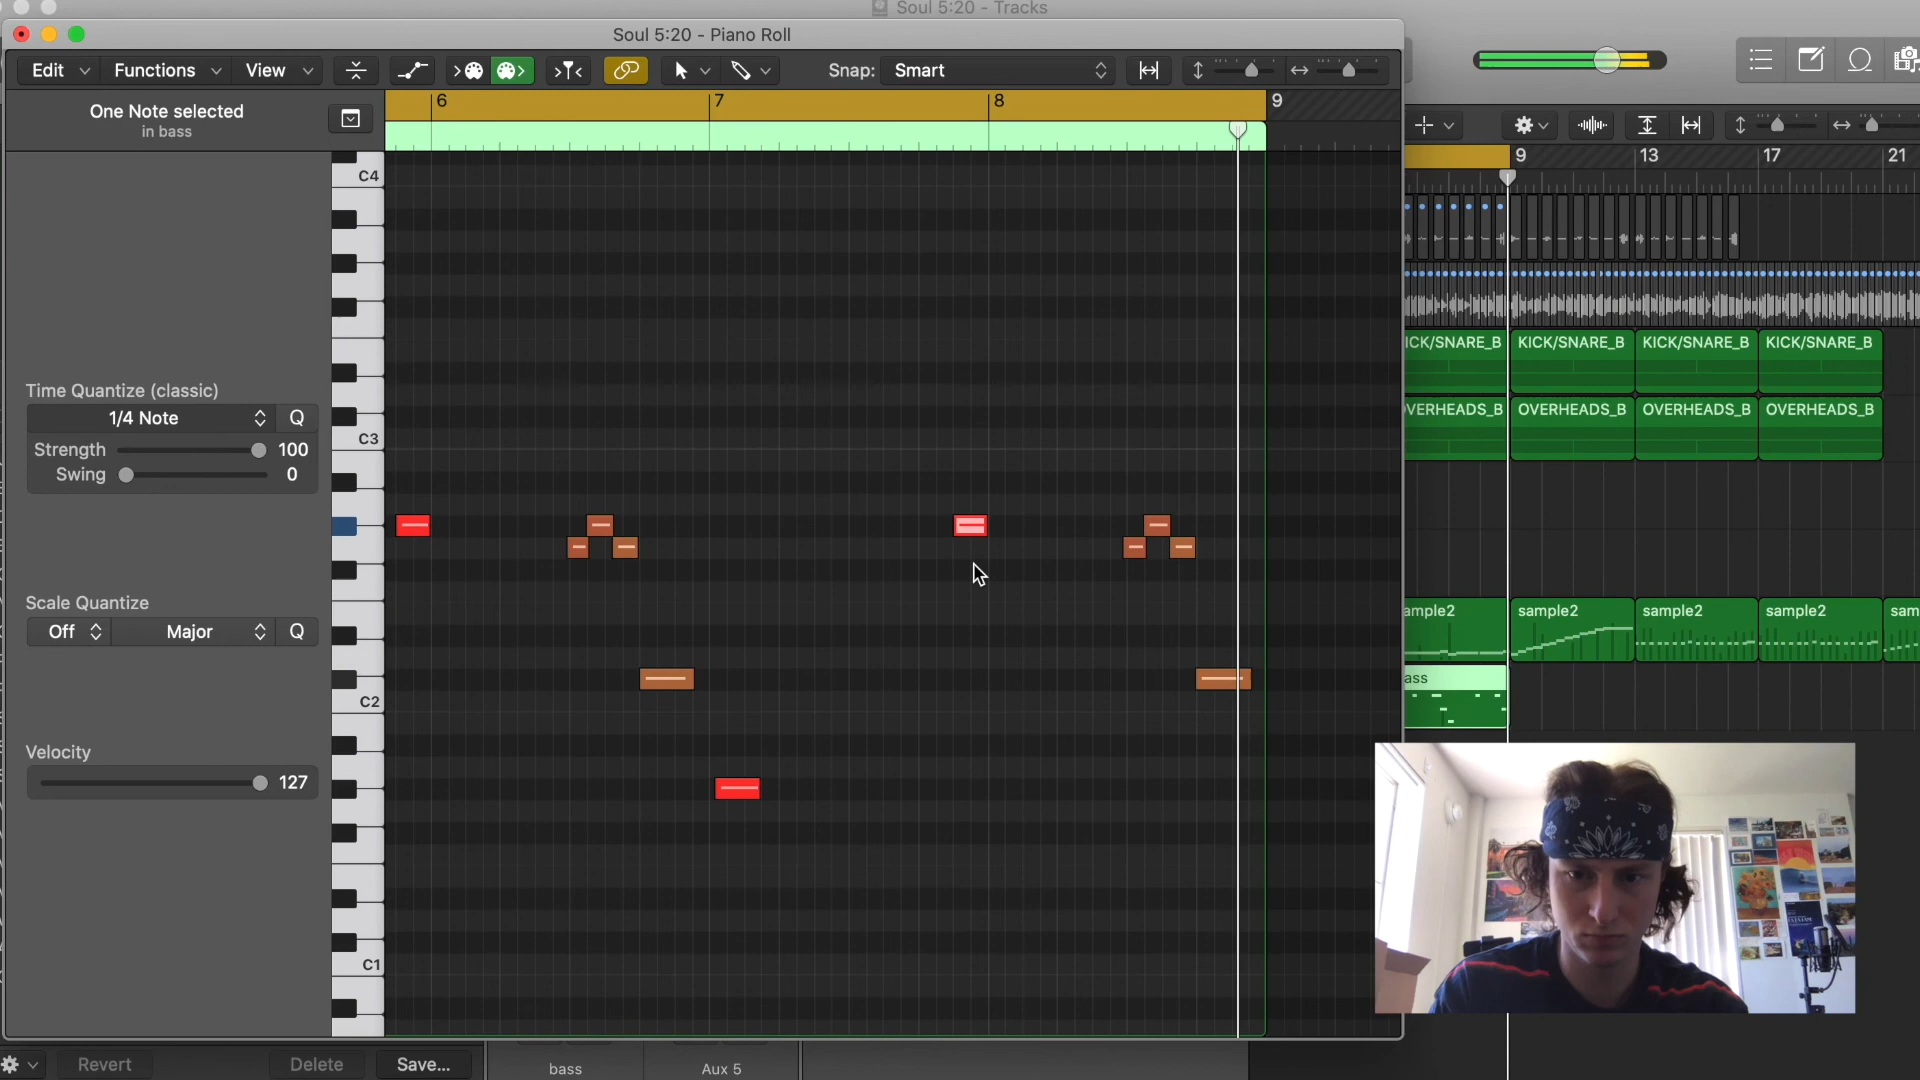 Soul 5:20 - Tracks
Soul 5:20 - Piano Roll
Edit Functions View Snap: Smart
One Note selected
in bass
6 7 8 9
9 13 17 21
C4
C3
C2
C1
Time Quantize (classic)
1/4 Note Q
Strength 100
Swing 0
Scale Quantize
Off Major Q
Velocity
127
ICK/SNARE_B KICK/SNARE_B KICK/SNARE_B KICK/SNARE_B
VERHEADS_B OVERHEADS_B OVERHEADS_B OVERHEADS_B
ample2 sample2 sample2 sample2 sam
ass
Revert Delete Save... bass Aux 5